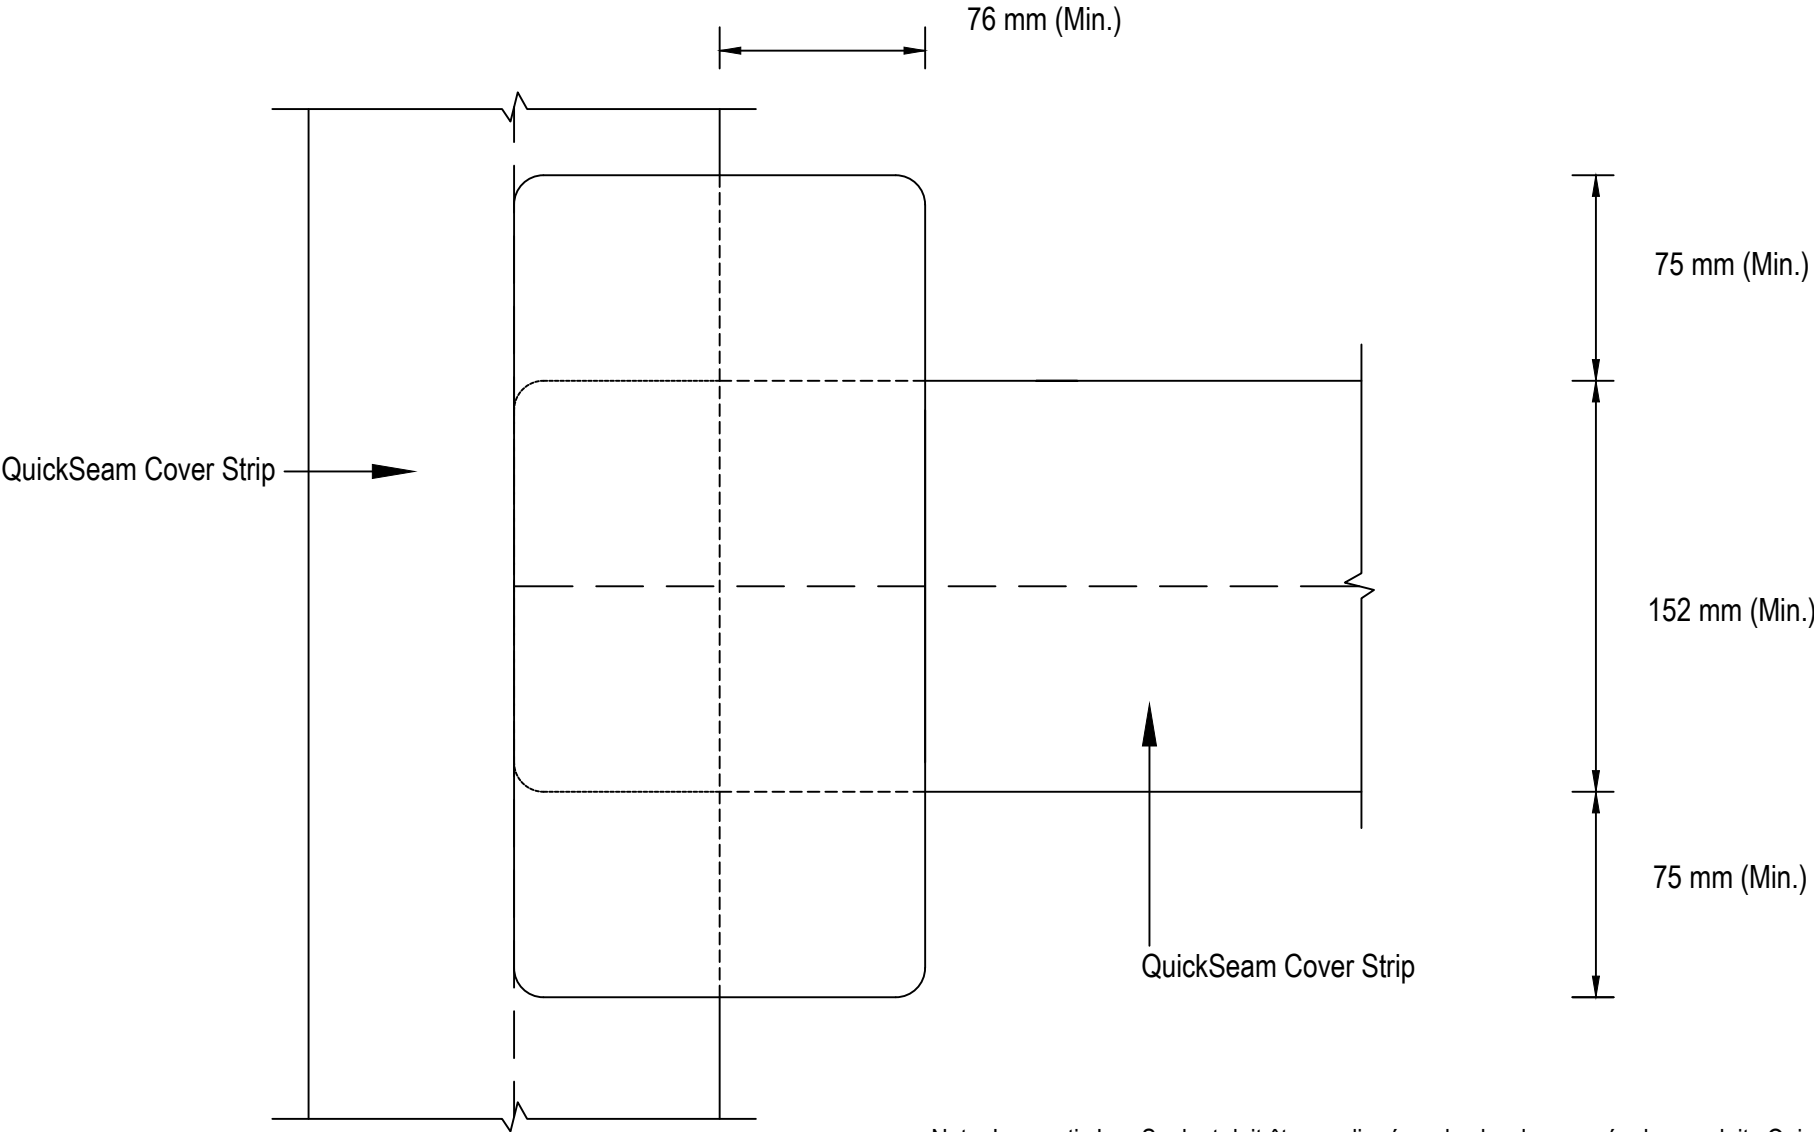 76 mm (Min.)
75 mm (Min.)
QuickSeam Cover Strip
152 mm (Min.)
75 mm (Min.)
QuickSeam Cover Strip